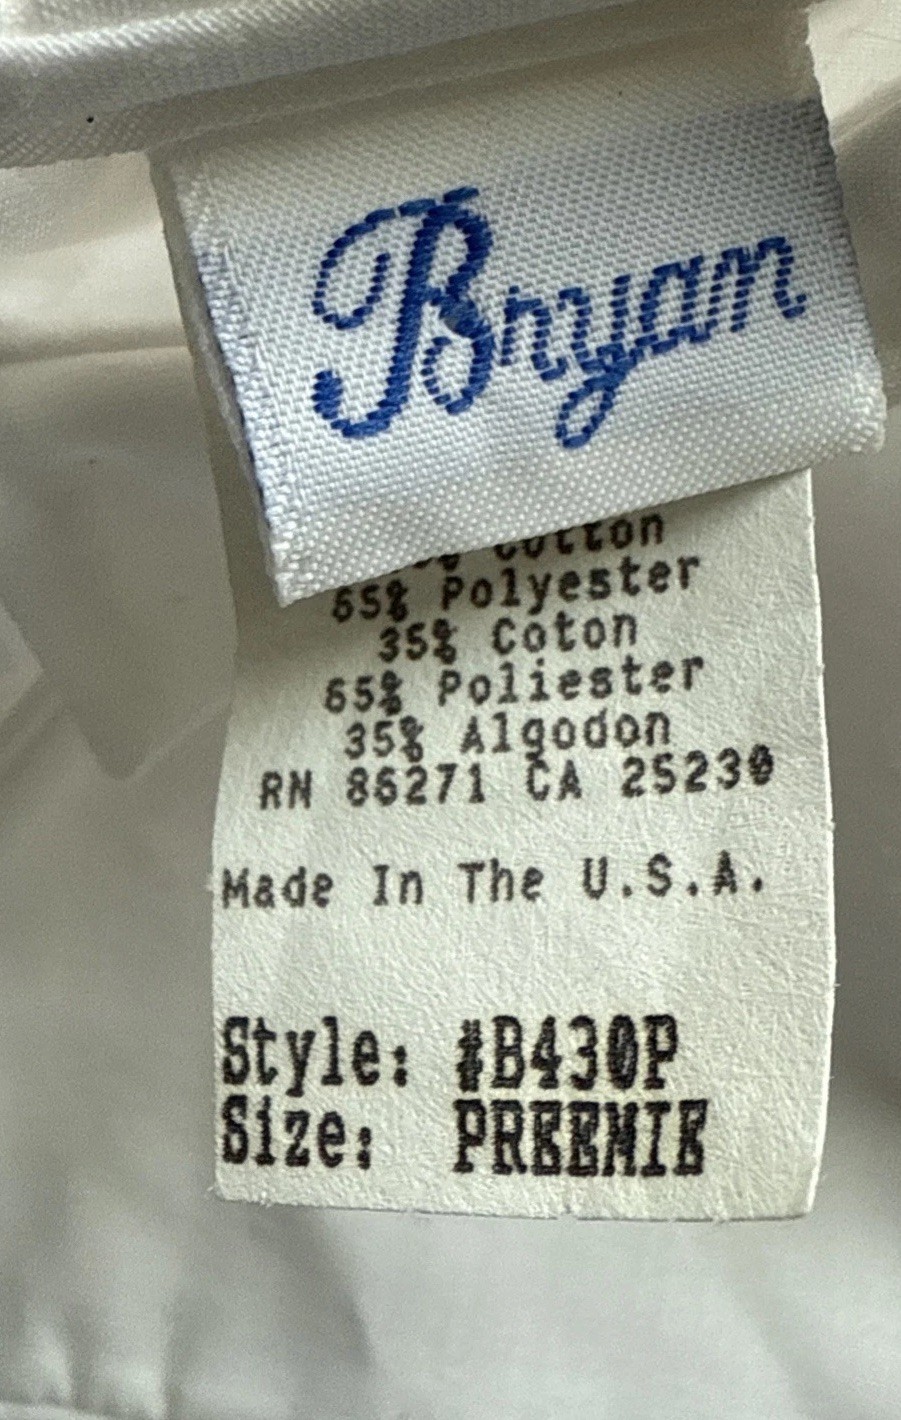 Bryan
Cotton
65% Polyester
35% Coton
65% Poliester
35% Algodon
RN 86271 CA 25230
Made In The U.S.A.
Style: #B430P
Size: PREEMIE